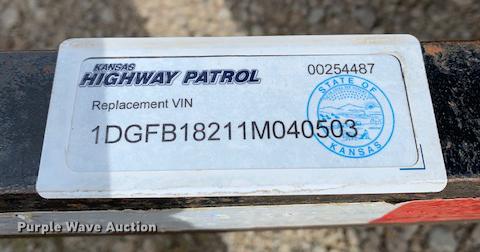 KANSAS
HIGHWAY PATROL
00254487
Replacement VIN
1DGFB18211M040503
STATE OF
KANSAS
Purple Wave Auction